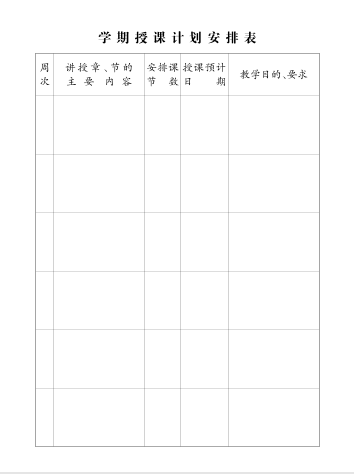 学期授课计划安排表
周次
讲授章、节的主要内容
安排课节数
授课预计日期
教学目的、要求